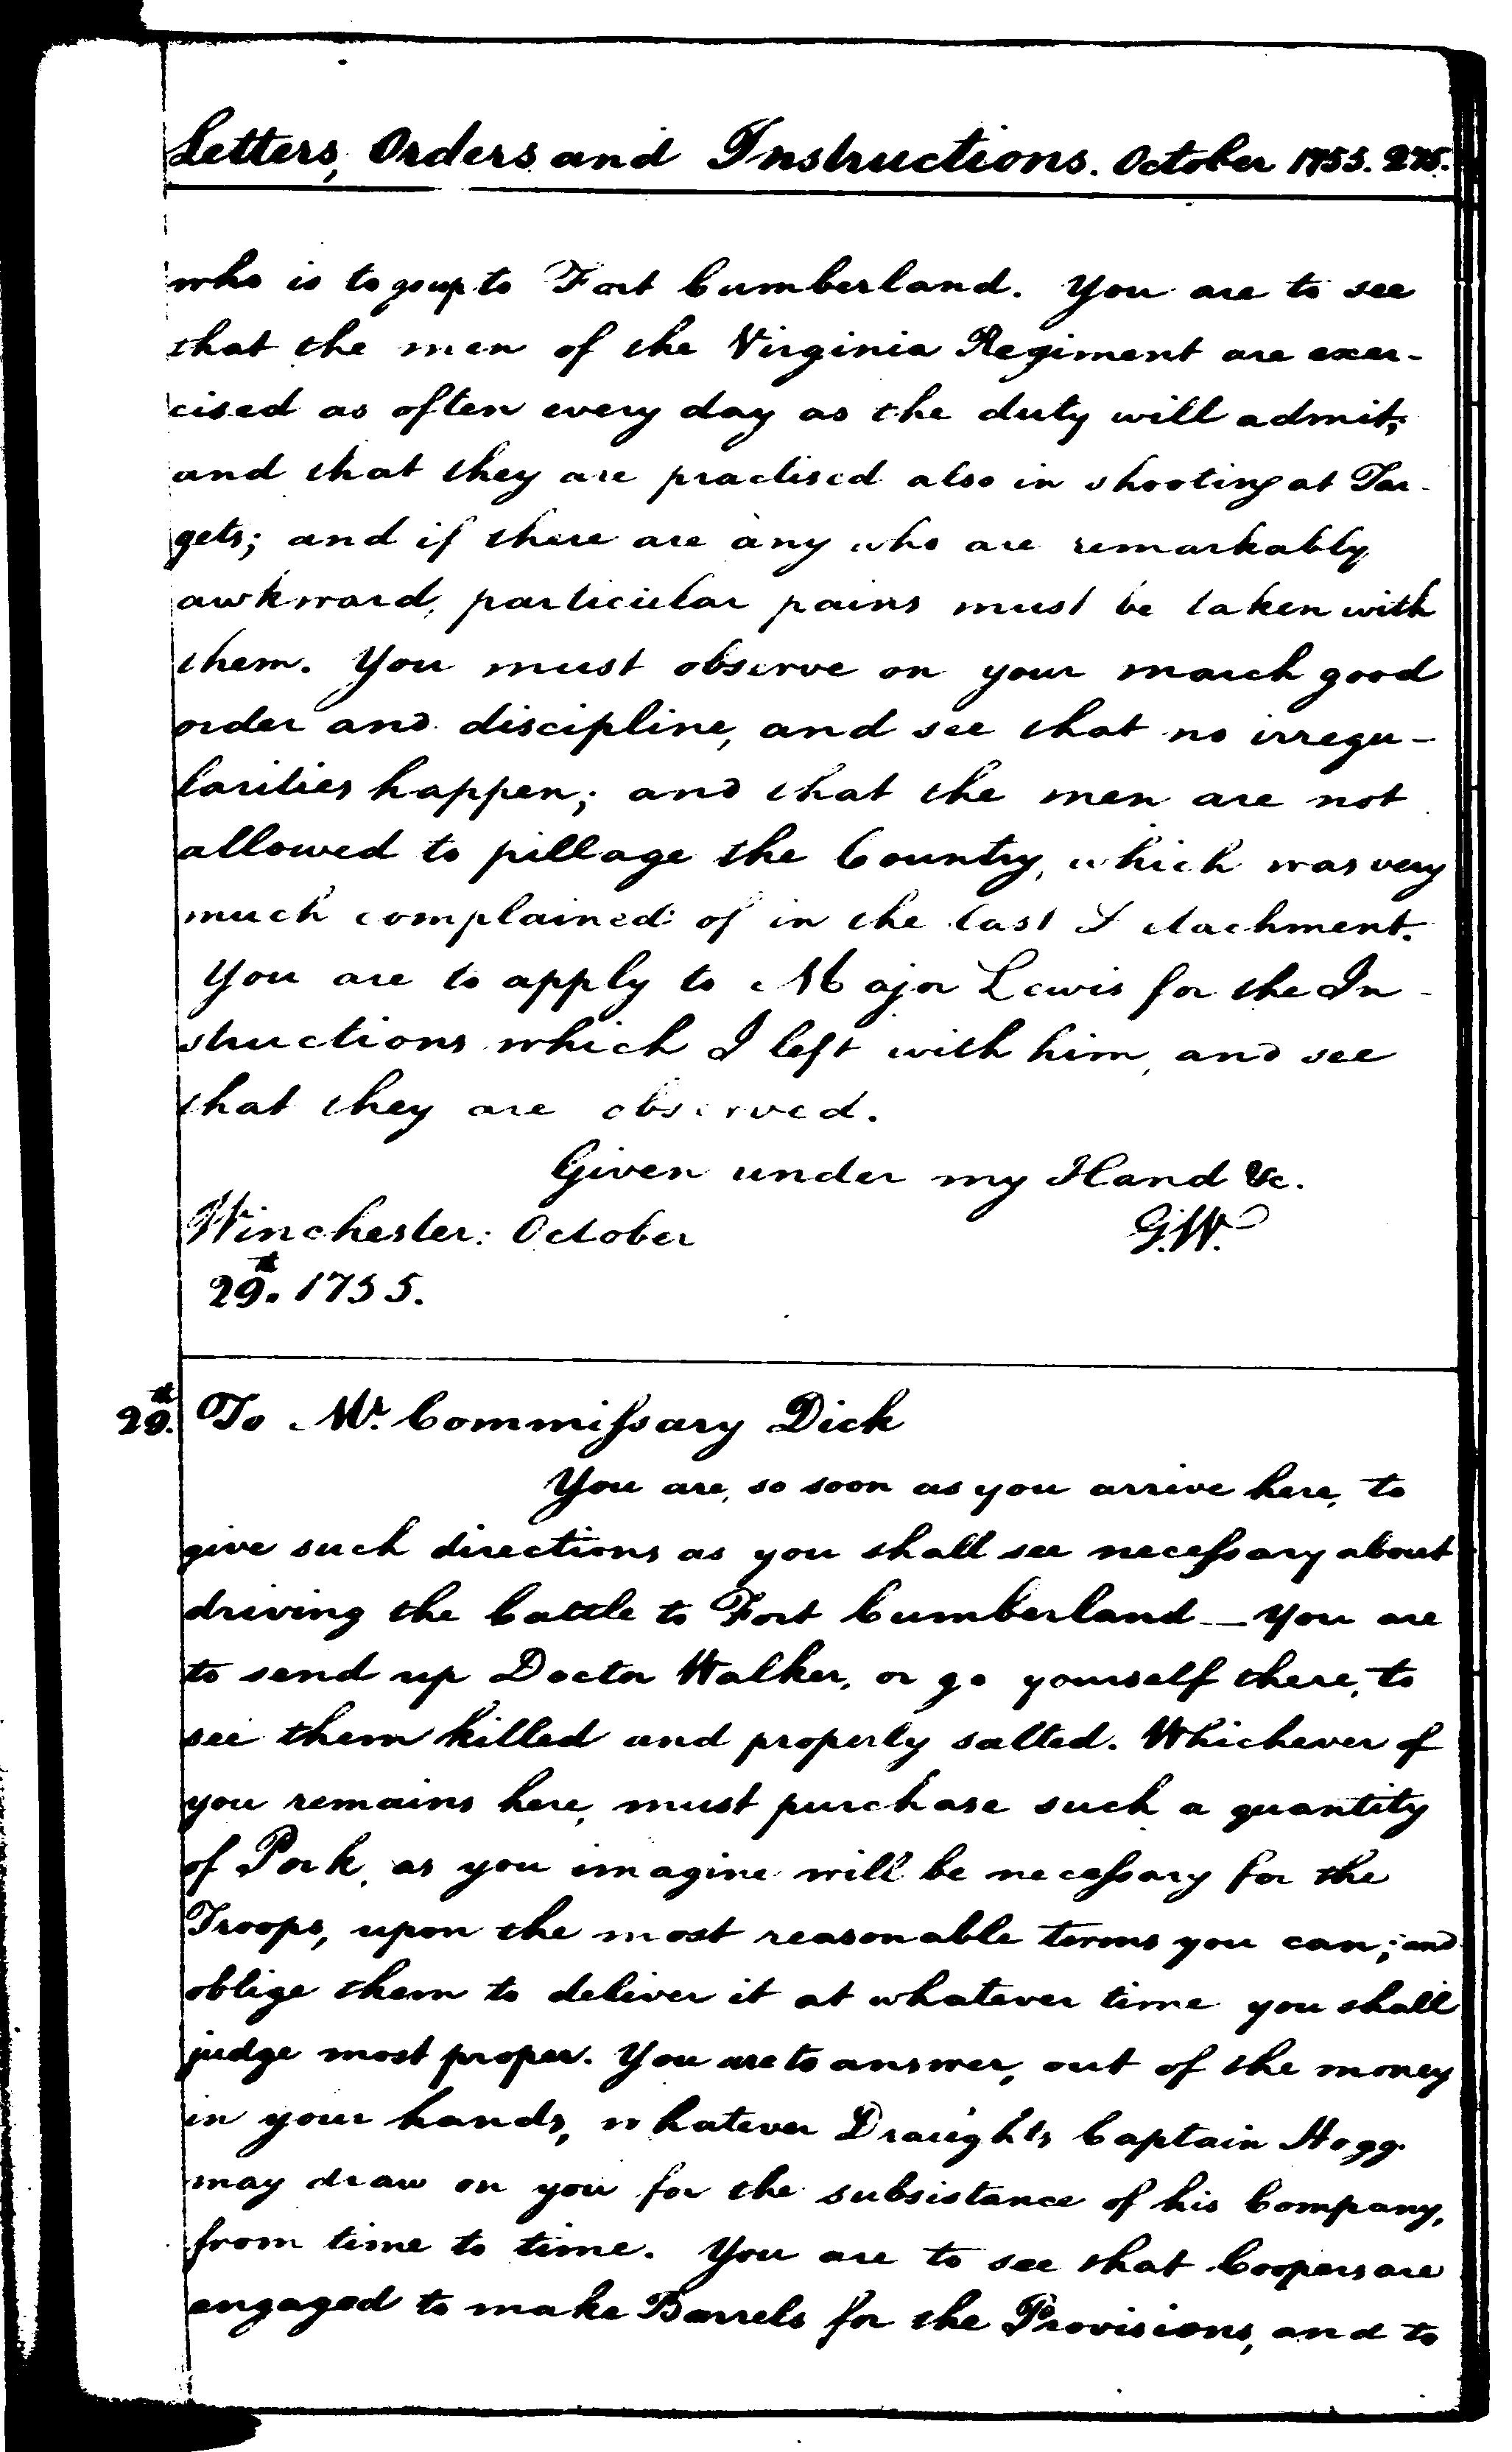 Letters, Orders and Instructions. October 1755. 275.
who is to go up to Fort Cumberland. You are to see
that the men of the Virginia Regiment are exer-
cised as often every day as the duty will admit,
and that they are practised also in shooting at Tar-
gets; and if there are any who are remarkably
awkward, particular pains must be taken with
them. You must observe on your march good
order and discipline, and see that no irregu-
larities happen; and that the men are not
allowed to pillage the Country, which was very
much complained of in the last Detachment.
You are to apply to Major Lewis for the In-
structions which I left with him, and see
that they are observed.
Given under my Hand &c.
Winchester: October G.W.
29th. 1755.
29th. To Mr. Commissary Dick
You are, so soon as you arrive here, to
give such directions as you shall see necessary about
driving the Cattle to Fort Cumberland — You are
to send up Doctor Walker, or go yourself there, to
see them killed and properly salted. Whichever of
you remains here, must purchase such a quantity
of Pork, as you imagine will be necessary for the
Troops, upon the most reasonable terms you can; and
oblige them to deliver it at whatever time you shall
judge most proper. You are to answer, out of the money
in your hands, whatever Draughts Captain Hogg
may draw on you for the subsistance of his Company,
from time to time. You are to see that Coopers are
engaged to make Barrels for the Provisions, and to